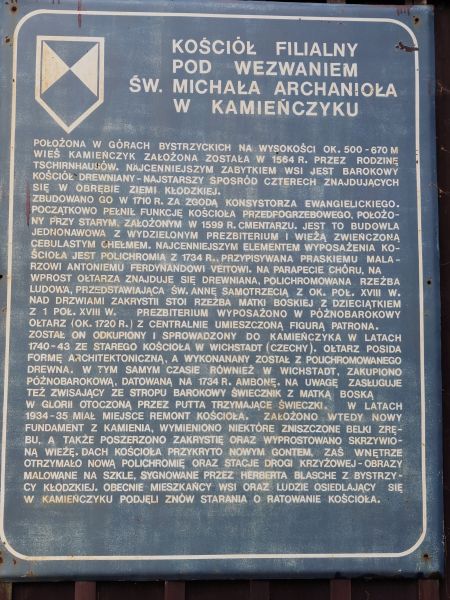 KOŚCIÓŁ FILIALNY
POD WEZWANIEM
ŚW. MICHAŁA ARCHANIOŁA
W KAMIEŃCZYKU
POŁOŻONA W GÓRACH BYSTRZYCKICH NA WYSOKOŚCI OK. 500-670 M
WIEŚ KAMIEŃCZYK ZAŁOŻONA ZOSTAŁA W 1564 R. PRZEZ RODZINĘ
TSCHIRNHAUSÓW. NAJCENNIEJSZYM ZABYTKIEM WSI JEST BAROKOWY
KOŚCIÓŁ DREWNIANY-NAJSTARSZY SPOŚRÓD CZTERECH ZNAJDUJĄCYCH
SIĘ W OBRĘBIE ZIEMI KŁODZKIEJ.
ZBUDOWANO GO W 1710 R. ZA ZGODĄ KONSYSTORZA EWANGIELICKIEGO.
POCZĄTKOWO PEŁNIŁ FUNKCJĘ KOŚCIOŁA PRZEDPOGRZEBOWEGO, POŁOŻO-
NY PRZY STARYM, ZAŁOŻONYM W 1599 R. CMENTARZU. JEST TO BUDOWLA
JEDNONAWOWA Z WYDZIELONYM PREZBITERIUM I WIEŻĄ ZWIEŃCZONĄ
CEBULASTYM CHEŁMEM. NAJCENNIEJSZYM ELEMENTEM WYPOSAŻENIA KO-
ŚCIOŁA JEST POLICHROMIA Z 1734 R., PRZYPISYWANA PRASKIEMU MALA-
RZOWI ANTONIEMU FERDYNANDOWI VEITOWI. NA PARAPECIE CHÓRU, NA
WPROST OŁTARZA ZNAJDUJE SIĘ DREWNIANA, POLICHROMOWANA RZEŹBA
LUDOWA, PRZEDSTAWIAJĄCA ŚW. ANNĘ SAMOTRZECIĄ Z OK. POŁ. XVIII W.
NAD DRZWIAMI ZAKRYSTII STOI RZEŹBA MATKI BOSKIEJ Z DZIECIĄTKIEM
Z 1 POŁ. XVIII W. PREZBITERIUM WYPOSAŻONO W PÓŹNOBAROKOWY
OŁTARZ (OK. 1720 R.) Z CENTRALNIE UMIESZCZONĄ FIGURĄ PATRONA.
ZOSTAŁ ON ODKUPIONY I SPROWADZONY DO KAMIEŃCZYKA W LATACH
1740-43 ZE STAREGO KOŚCIOŁA W WICHSTADT (CZECHY). OŁTARZ POSIDA
FORMĘ ARCHITEKTONICZNĄ, A WYKONANANY ZOSTAŁ Z POLICHROMOWANEGO
DREWNA. W TYM SAMYM CZASIE RÓWNIEŻ W WICHSTADT, ZAKUPIONO
PÓŹNOBAROKOWĄ, DATOWANĄ NA 1734 R. AMBONĘ. NA UWAGĘ ZASŁUGUJE
TEŻ ZWISAJĄCY ZE STROPU BAROKOWY ŚWIECZNIK Z MATKĄ BOSKĄ
W GLORII OTOCZONĄ PRZEZ PUTTA TRZYMAJĄCE ŚWIECZKI. W LATACH
1934-35 MIAŁ MIEJSCE REMONT KOŚCIOŁA. ZAŁOŻONO WTEDY NOWY
FUNDAMENT Z KAMIENIA, WYMIENIONO NIEKTÓRE ZNISZCZONE BELKI ZRĘ-
BU, A TAKŻE POSZERZONO ZAKRYSTIĘ ORAZ WYPROSTOWANO SKRZYWIO-
NĄ WIEŻĘ. DACH KOŚCIOŁA PRZYKRYTO NOWYM GONTEM, ZAŚ WNĘTRZE
OTRZYMAŁO NOWĄ POLICHROMIĘ ORAZ STACJE DROGI KRZYŻOWEJ-OBRAZY
MALOWANE NA SZKLE, SYGNOWANE PRZEZ HERBERTA BLASCHE Z BYSTRZY-
CY KŁODZKIEJ. OBECNIE MIESZKAŃCY WSI ORAZ LUDZIE OSIEDLAJĄCY SIĘ
W KAMIEŃCZYKU PODJĘLI ZNÓW STARANIA O RATOWANIE KOŚCIOŁA.